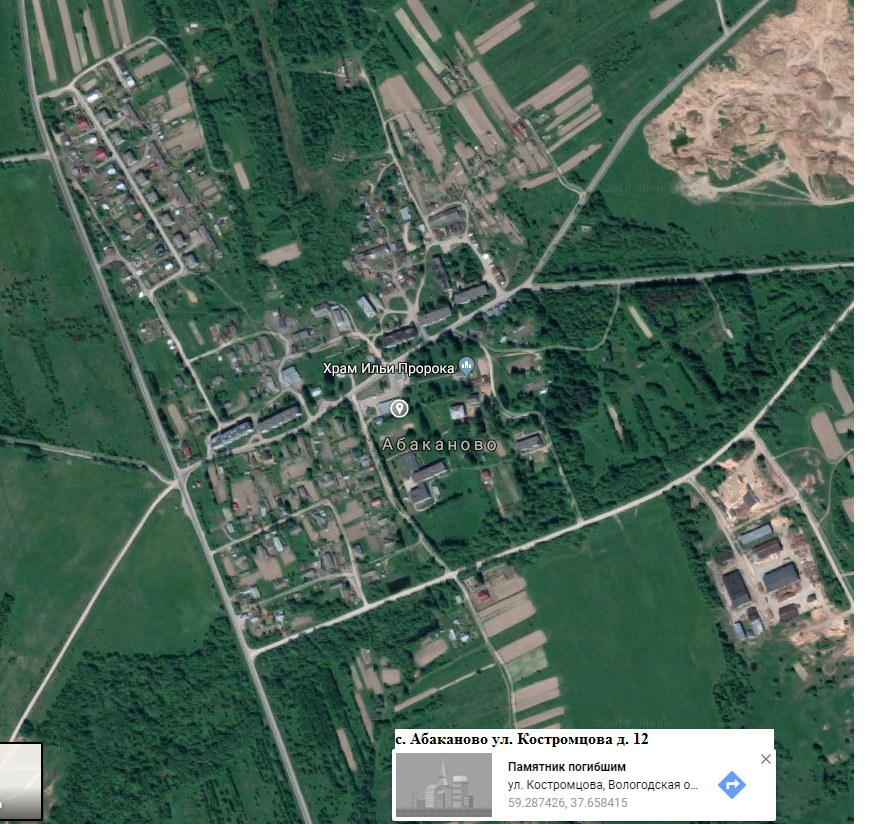 Храм Ильи Пророка
Абаканово
с. Абаканово ул. Костромцова д. 12
Памятник погибшим
ул. Костромцова, Вологодская о...
59.287426, 37.658415